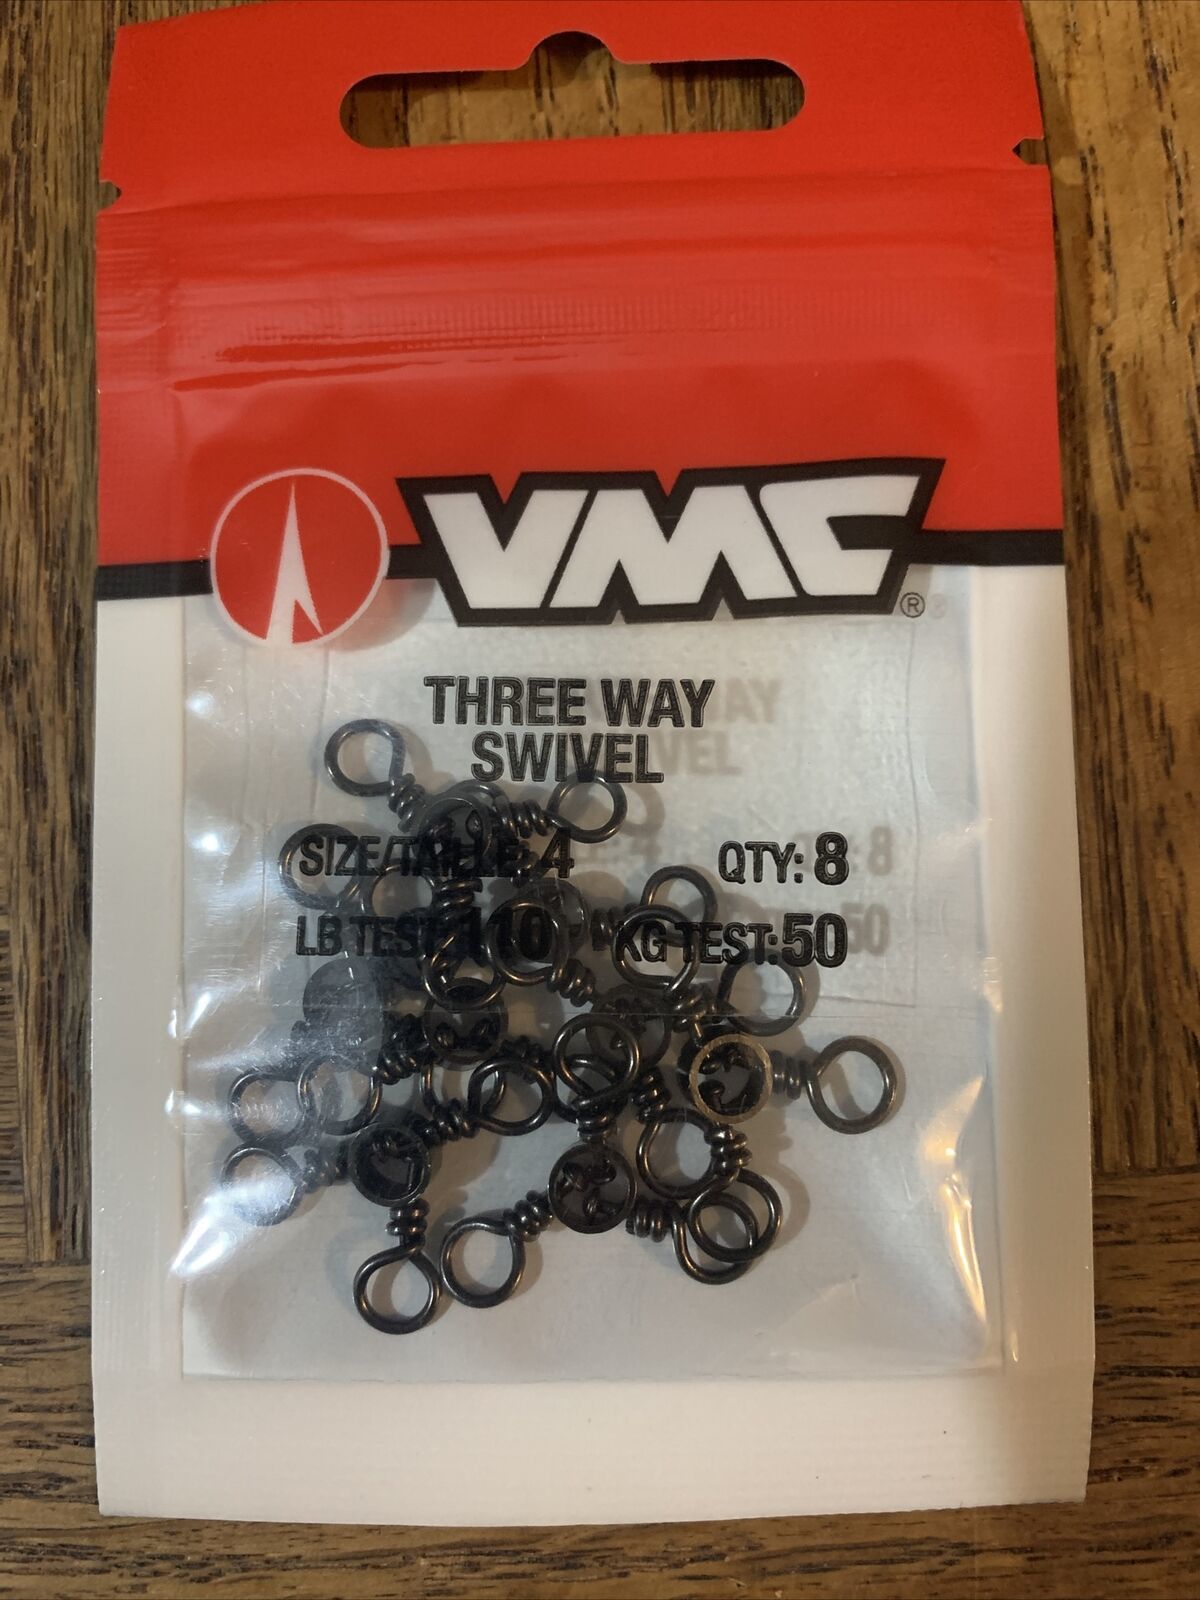 VMC®
THREE WAY
SWIVEL
SIZE/TAILLE: 4 QTY: 8
LB TEST: 110 KG TEST: 50